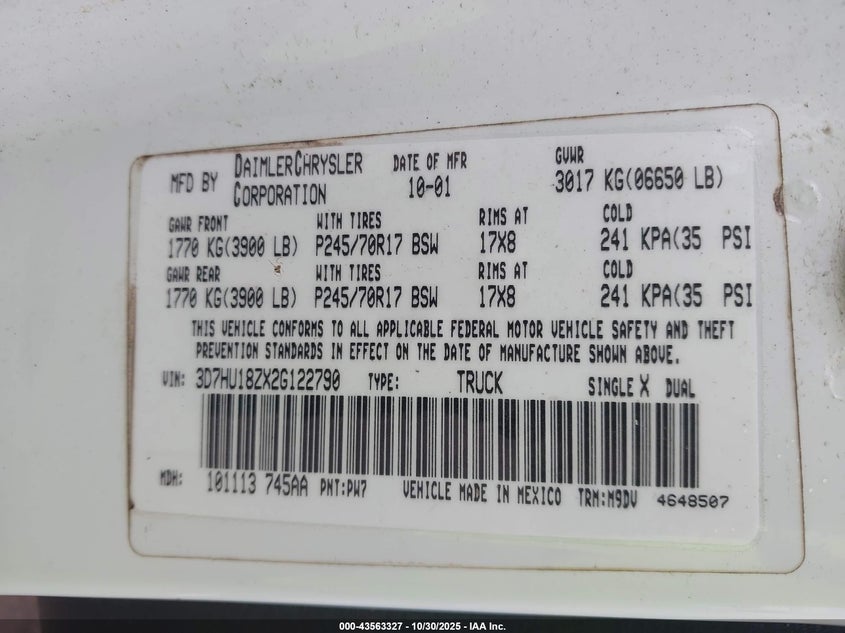 MFD BY DAIMLERCHRYSLER CORPORATION DATE OF MFR 10-01 GVWR 3017 KG(06650 LB)
GAWR FRONT WITH TIRES RIMS AT COLD
1770 KG(3900 LB) P245/70R17 BSW 17X8 241 KPA(35 PSI
GAWR REAR WITH TIRES RIMS AT COLD
1770 KG(3900 LB) P245/70R17 BSW 17X8 241 KPA(35 PSI
THIS VEHICLE CONFORMS TO ALL APPLICABLE FEDERAL MOTOR VEHICLE SAFETY AND THEFT
PREVENTION STANDARDS IN EFFECT ON THE DATE OF MANUFACTURE SHOWN ABOVE.
VIN: 3D7HU18ZX2G122790 TYPE: TRUCK SINGLE X DUAL
MDH: 101113 745AA PNT:PW7 VEHICLE MADE IN MEXICO TRM:M9DV 4648507
000-43563327 - 10/30/2025 - IAA Inc.